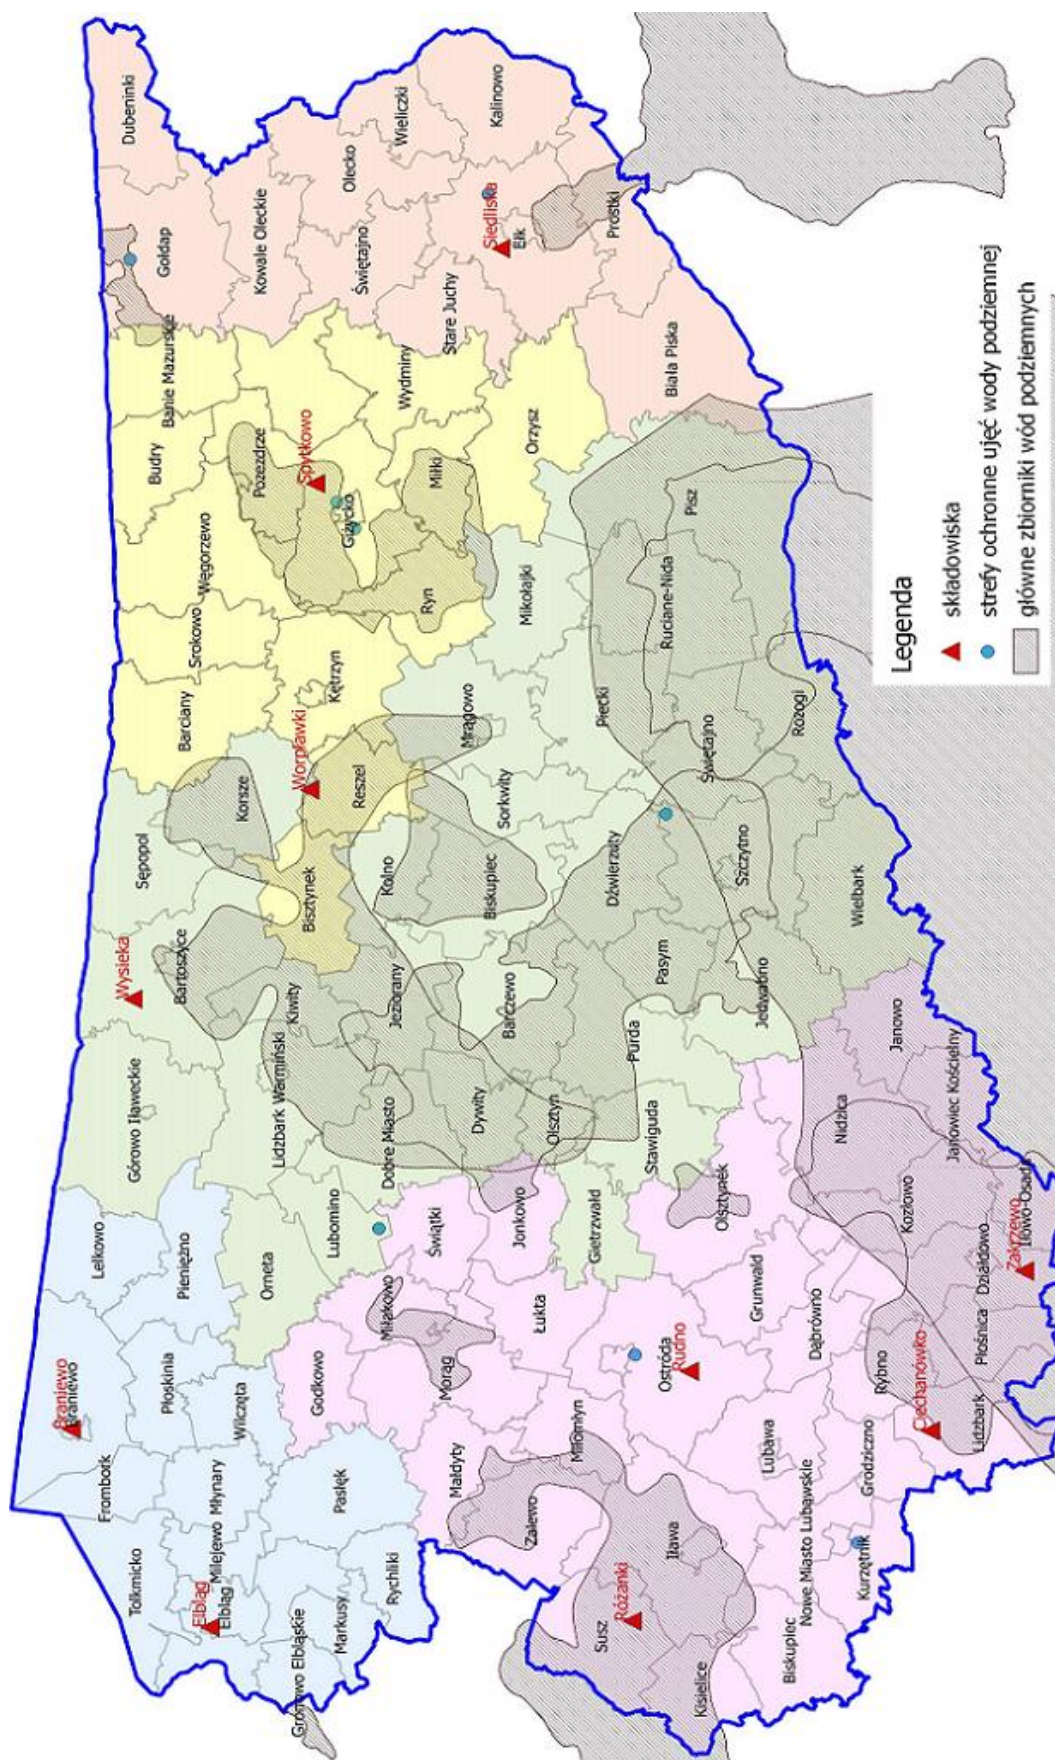 Dubeninki
Gołdap
Kowale Oleckie
Olecko
Wieliczki
Świętajno
Kalinowo
Stare Juchy
Siedliska
Ełk
Prostki
Biała Piska
Banie Mazurskie
Budry
Węgorzewo
Pozezdrze
Spytkowo
Wydminy
Giżycko
Miłki
Orzysz
Srokowo
Barciany
Kętrzyn
Ryn
Worpławki
Mikołajki
Ruciane-Nida
Pisz
Mrągowo
Piecki
Reszel
Korsze
Sępopol
Bisztynek
Kolno
Sorkwity
Biskupiec
Dźwierzuty
Świętajno
Rozogi
Szczytno
Wielbark
Wysieka
Bartoszyce
Kiwity
Jeziorany
Barczewo
Pasym
Jedwabno
Purda
Górowo Iławeckie
Lidzbark Warmiński
Dobre Miasto
Dywity
Olsztyn
Stawiguda
Lubomino
Orneta
Świątki
Jonkowo
Gietrzwałd
Olsztynek
Nidzica
Janowo
Janowiec Kościelny
Kozłowo
Iłowo-Osada
Zakrzewo
Działdowo
Płośnica
Lelkowo
Pieniężno
Braniewo
Braniewo
Płoskinia
Wilczęta
Godkowo
Miłakowo
Morąg
Łukta
Ostróda
Rudno
Grunwald
Dąbrówno
Rybno
Ciechanówko
Lidzbark
Frombork
Młynary
Milejewo
Pasłęk
Tolkmicko
Elbląg
Elbląg
Gronowo Elbląskie
Markusy
Rychliki
Małdyty
Miłomłyn
Zalewo
Iława
Susz
Różanki
Kisielice
Lubawa
Nowe Miasto Lubawskie
Grodziczno
Kurzętnik
Biskupiec
Legenda
składowiska
strefy ochronne ujęć wody podziemnej
główne zbiorniki wód podziemnych